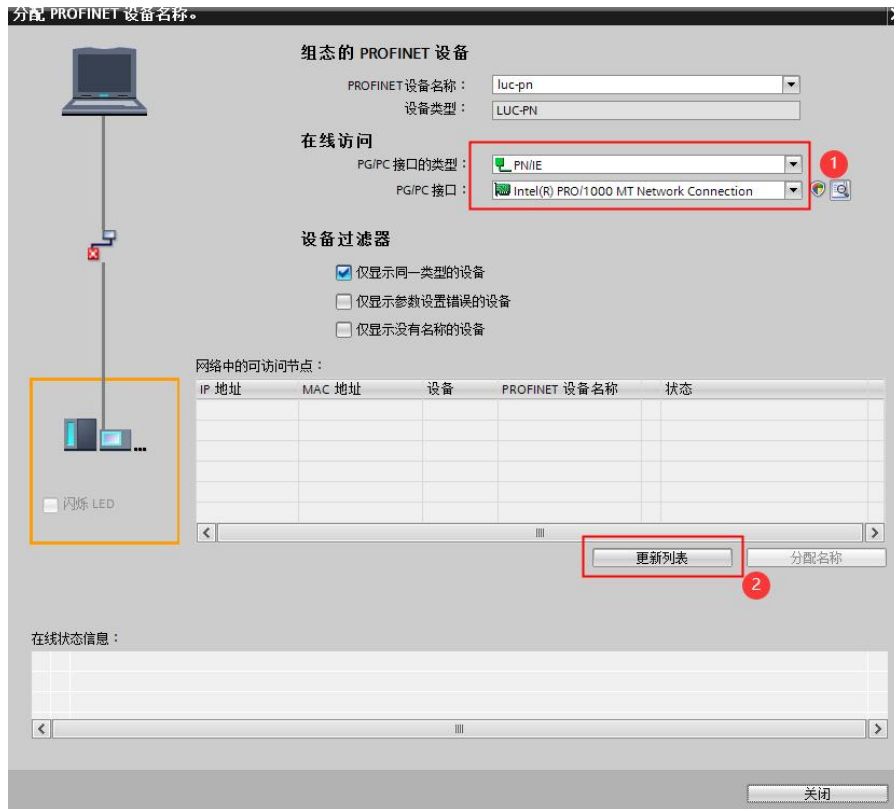 分配 PROFINET 设备名称。
组态的 PROFINET 设备
PROFINET设备名称： luc-pn
设备类型： LUC-PN
在线访问
PG/PC 接口的类型： PN/IE 1
PG/PC 接口： Intel(R) PRO/1000 MT Network Connection
设备过滤器
仅显示同一类型的设备
仅显示参数设置错误的设备
仅显示没有名称的设备
网络中的可访问节点：
IP 地址 MAC 地址 设备 PROFINET 设备名称 状态
...
闪烁 LED
更新列表 分配名称
2
在线状态信息：
关闭